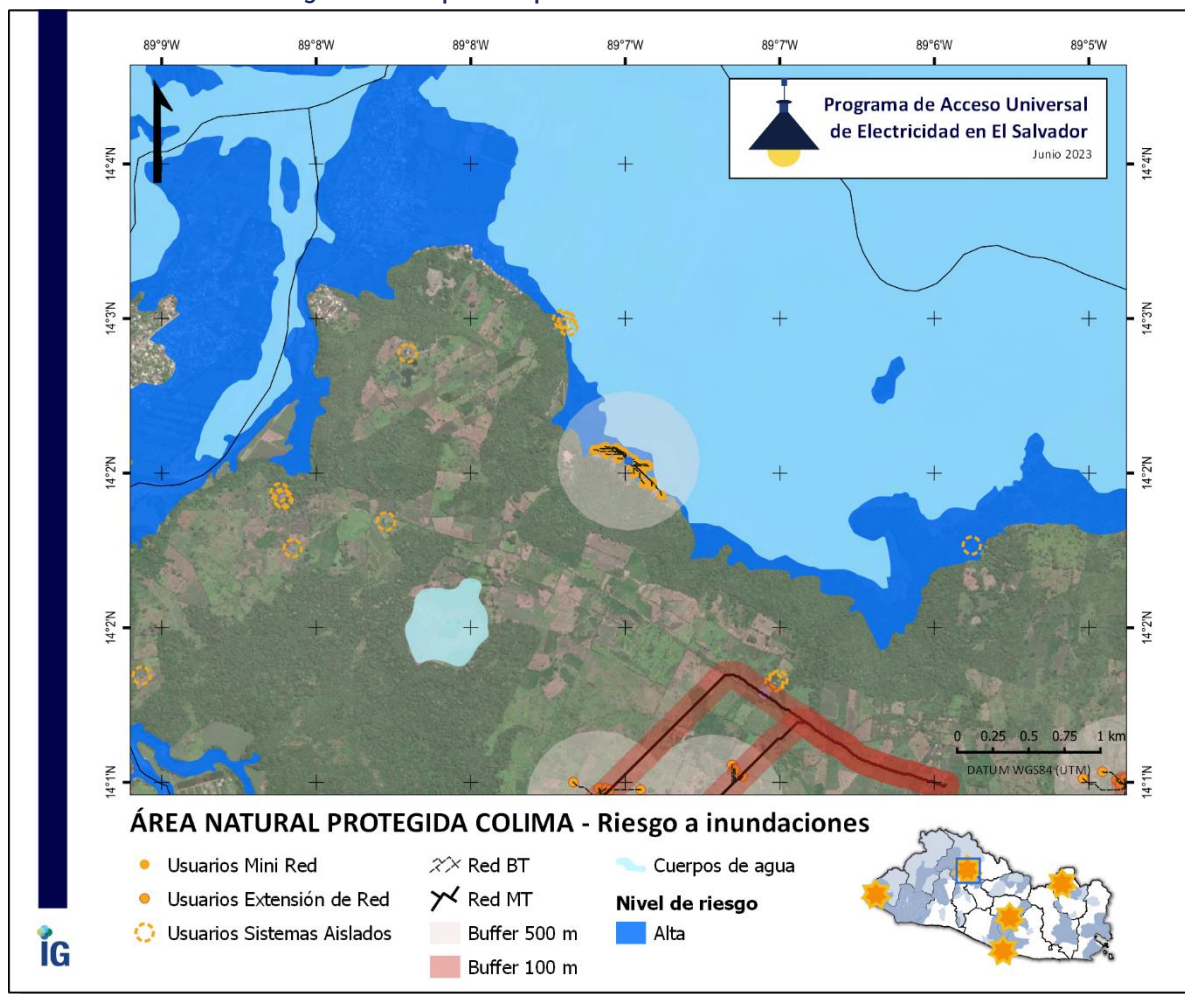 89°9'W 89°8'W 89°8'W 89°7'W 89°7'W 89°6'W 89°5'W
Programa de Acceso Universal
de Electricidad en El Salvador
Junio 2023
14°4'N 14°4'N
14°3'N 14°3'N
14°2'N 14°2'N
14°2'N 14°2'N
14°1'N 14°1'N
0 0.25 0.5 0.75 1 km
DATUM WGS84 (UTM)
ÁREA NATURAL PROTEGIDA COLIMA - Riesgo a inundaciones
Usuarios Mini Red
Usuarios Extensión de Red
Usuarios Sistemas Aislados
Red BT
Red MT
Buffer 500 m
Buffer 100 m
Cuerpos de agua
Nivel de riesgo
Alta
iG